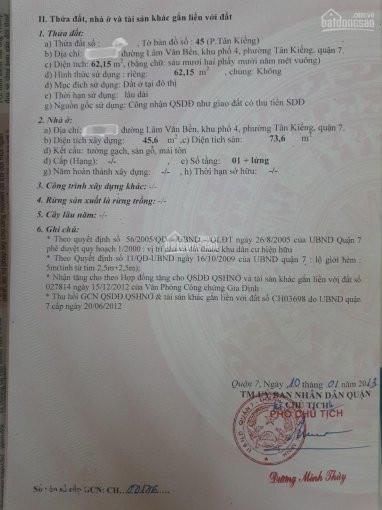 II. Thửa đất, nhà ở và tài sản khác gắn liền với đất
1. Thửa đất:
a) Thửa đất số: , Tờ bản đồ số: 45 (P.Tân Kiểng)
b) Địa chỉ: đường Lâm Văn Bền, khu phố 4, phường Tân Kiểng, quận 7.
c) Diện tích: 62,15 m², (bằng chữ: sáu mươi hai phẩy mười năm mét vuông)
d) Hình thức sử dụng: riêng: 62,15 m², chung: Không
đ) Mục đích sử dụng: Đất ở tại đô thị
e) Thời hạn sử dụng: lâu dài
g) Nguồn gốc sử dụng: Công nhận QSDĐ như giao đất có thu tiền SDĐ
2. Nhà ở:
a) Địa chỉ: đường Lâm Văn Bền, khu phố 4, phường Tân Kiểng, quận 7.
b) Diện tích xây dựng: 45,6 m², c) Diện tích sàn: 73,6 m²
d) Kết cấu: tường gạch, sàn gỗ, mái tôn
đ) Cấp (Hạng): -/- e) Số tầng: 01 + lửng
g) Năm hoàn thành xây dựng: -/- h) Thời hạn sở hữu: -/-
3. Công trình xây dựng khác: -/-
4. Rừng sản xuất là rừng trồng: -/-
5. Cây lâu năm: -/-
6. Ghi chú:
* Theo quyết định số 56/2005/QĐ-UBND-QLĐT ngày 26/8/2005 của UBND Quận 7
phê duyệt quy hoạch 1/2000: vị trí nhà và đất thuộc khu dân cư hiện hữu
* Theo Quyết định số 11/QĐ-UBND ngày 16/10/2009 của UBND quận 7: lộ giới hẻm:
5m(tính từ tim 2,5m+2,5m);
* Nhận tặng cho theo Hợp đồng tặng cho QSDĐ QSHNỞ và tài sản khác gắn liền với đất số
027814 ngày 15/12/2012 của Văn Phòng Công chứng Gia Định
* Thu hồi GCN QSDĐ,QSHNỞ & tài sản khác gắn liền với đất số CH03698 do UBND quận
7 cấp ngày 20/06/2012
Quận 7, Ngày 10 tháng 01 năm 2013
TM.ỦY BAN NHÂN DÂN QUẬN
CHỦ TỊCH
PHÓ CHỦ TỊCH
Dương Minh Thùy
GCN: CH
batdongsan